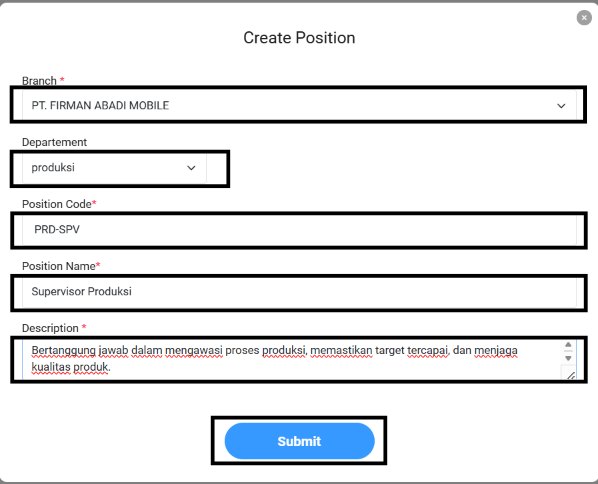 Create Position
Branch *
PT. FIRMAN ABADI MOBILE
Departement
produksi
Position Code*
PRD-SPV
Position Name*
Supervisor Produksi
Description *
Bertanggung jawab dalam mengawasi proses produksi, memastikan target tercapai, dan menjaga
kualitas produk.
Submit